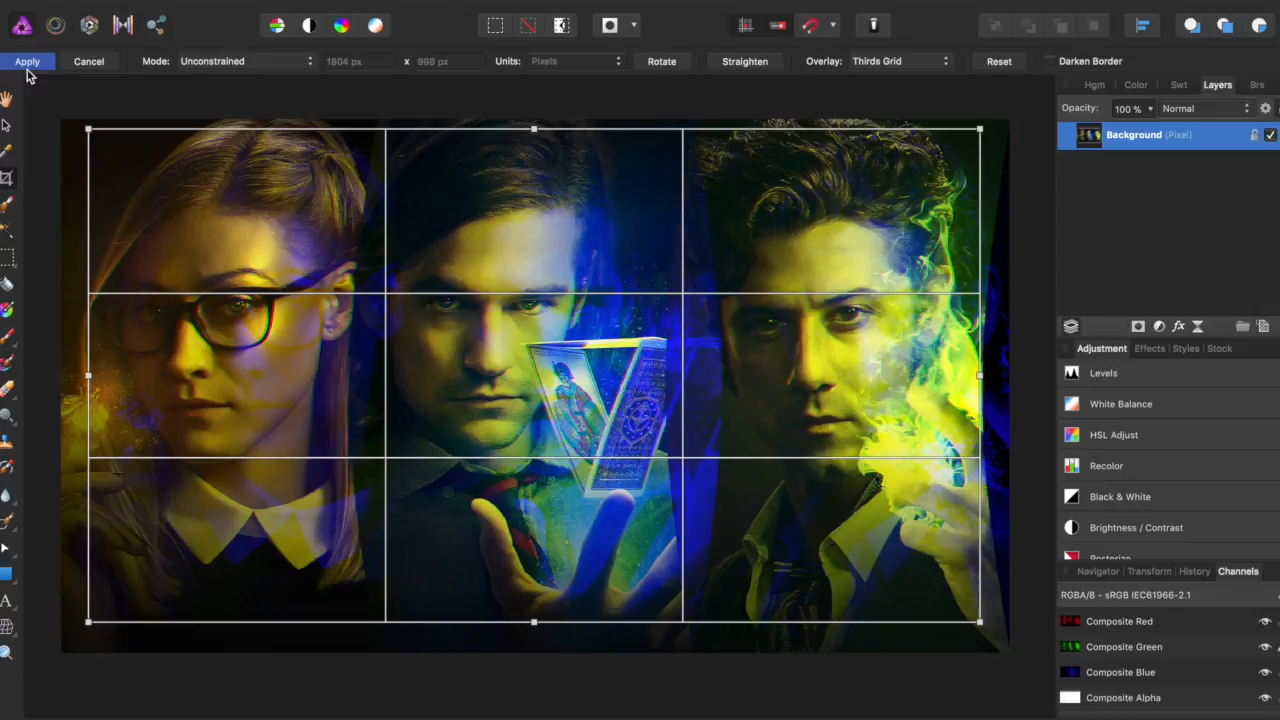 Apply Cancel Mode: Unconstrained 1804 px x 998 px Units: Pixels Rotate Straighten Overlay: Thirds Grid Reset Darken Border
Hgm Color Swt Layers Brs
Opacity: 100 % Normal
Background (Pixel)
fx
Adjustment Effects Styles Stock
Levels
White Balance
HSL Adjust
Recolor
Black & White
Brightness / Contrast
Posterize
Navigator Transform History Channels
RGBA/8 - sRGB IEC61966-2.1
Composite Red
Composite Green
Composite Blue
Composite Alpha
A